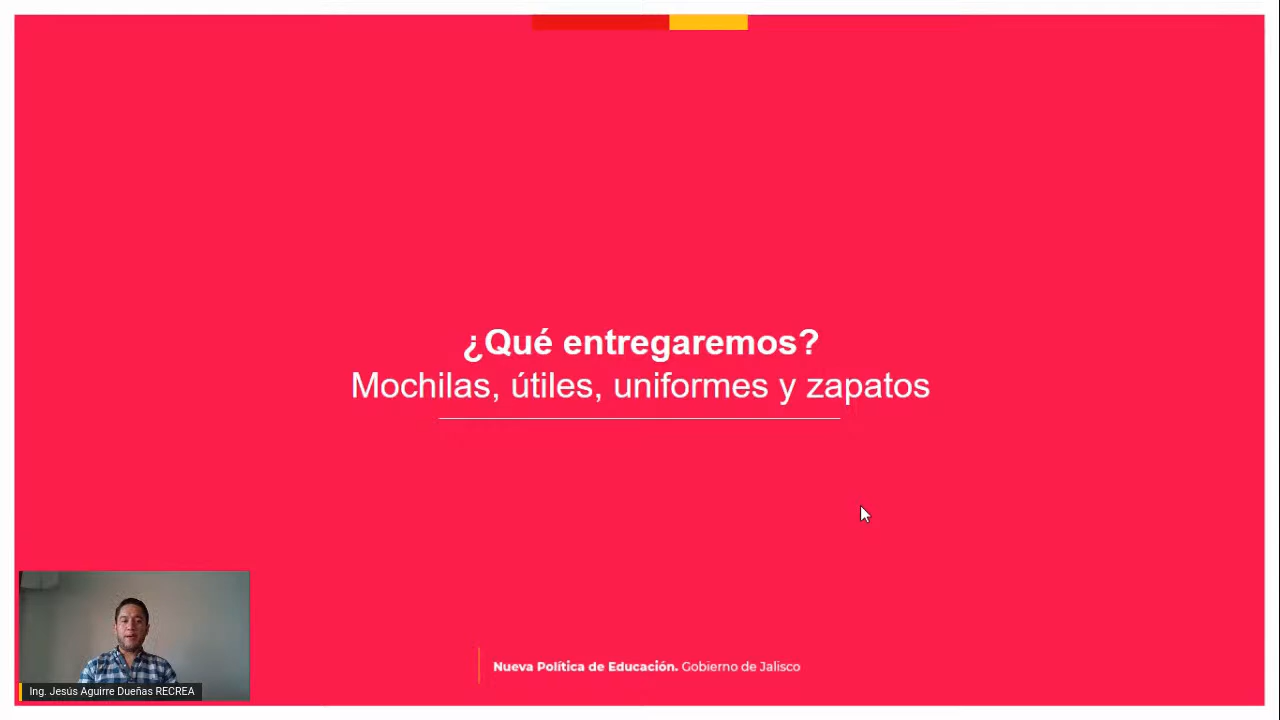 ¿Qué entregaremos?
Mochilas, útiles, uniformes y zapatos
Nueva Política de Educación. Gobierno de Jalisco
Ing. Jesús Aguirre Dueñas RECREA